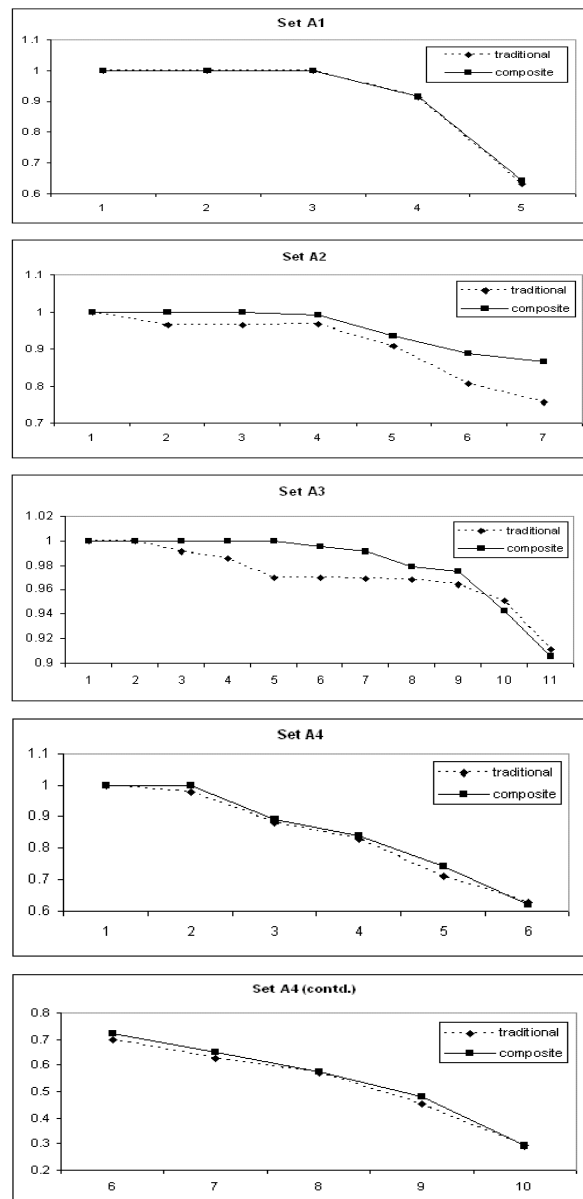 Set A1
1.1
1
0.9
0.8
0.7
0.6
1 2 3 4 5
traditional
composite
Set A2
1.1
1
0.9
0.8
0.7
1 2 3 4 5 6 7
traditional
composite
Set A3
1.02
1
0.98
0.96
0.94
0.92
0.9
1 2 3 4 5 6 7 8 9 10 11
traditional
composite
Set A4
1.1
1
0.9
0.8
0.7
0.6
1 2 3 4 5 6
traditional
composite
Set A4 (contd.)
0.8
0.7
0.6
0.5
0.4
0.3
0.2
6 7 8 9 10
traditional
composite